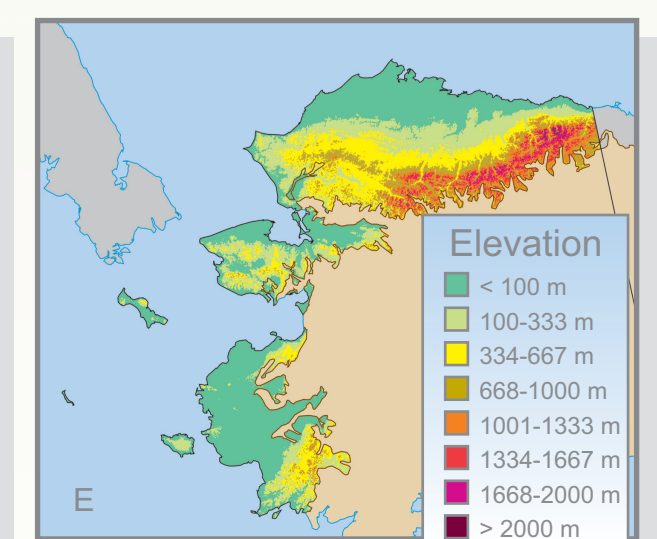 Elevation
< 100 m
100-333 m
334-667 m
668-1000 m
1001-1333 m
1334-1667 m
1668-2000 m
> 2000 m
E